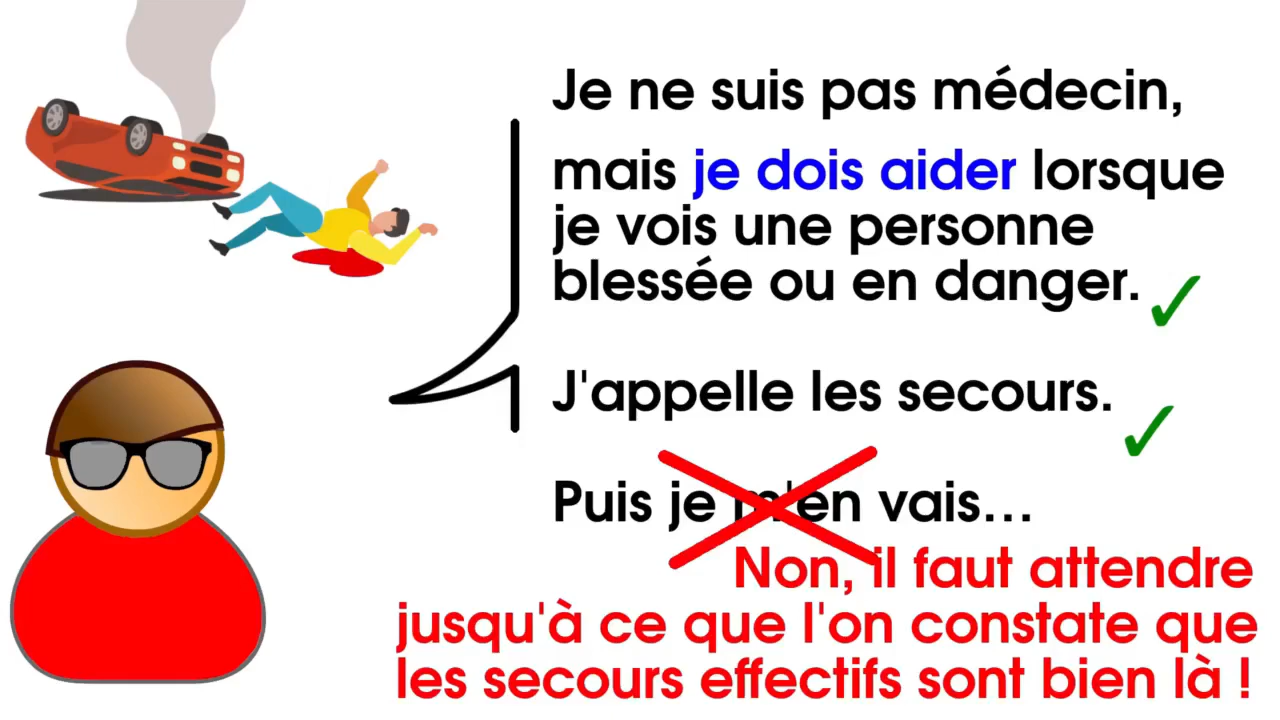 Je ne suis pas médecin,
mais je dois aider lorsque
je vois une personne
blessée ou en danger.
J'appelle les secours.
Puis je m'en vais...
Non, il faut attendre
jusqu'à ce que l'on constate que
les secours effectifs sont bien là !